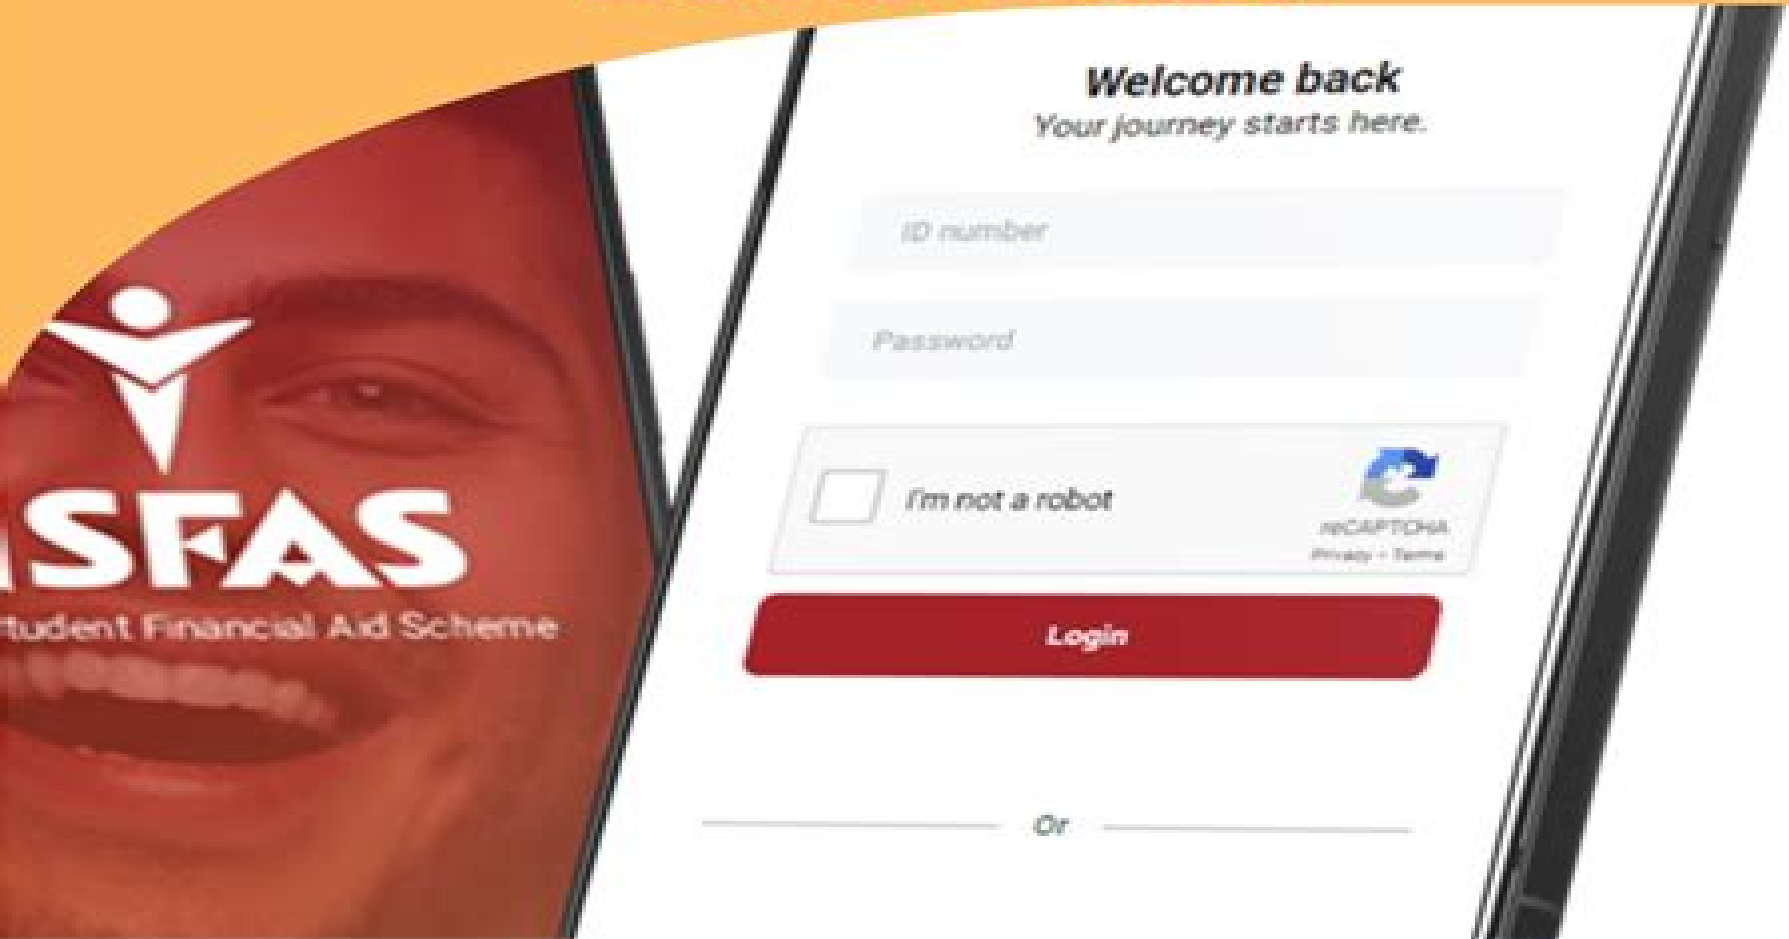 Welcome back
Your journey starts here.
ID number
Password
I'm not a robot
reCAPTCHA
Privacy - Terms
Login
Or
SFAS
tudent Financial Aid Scheme